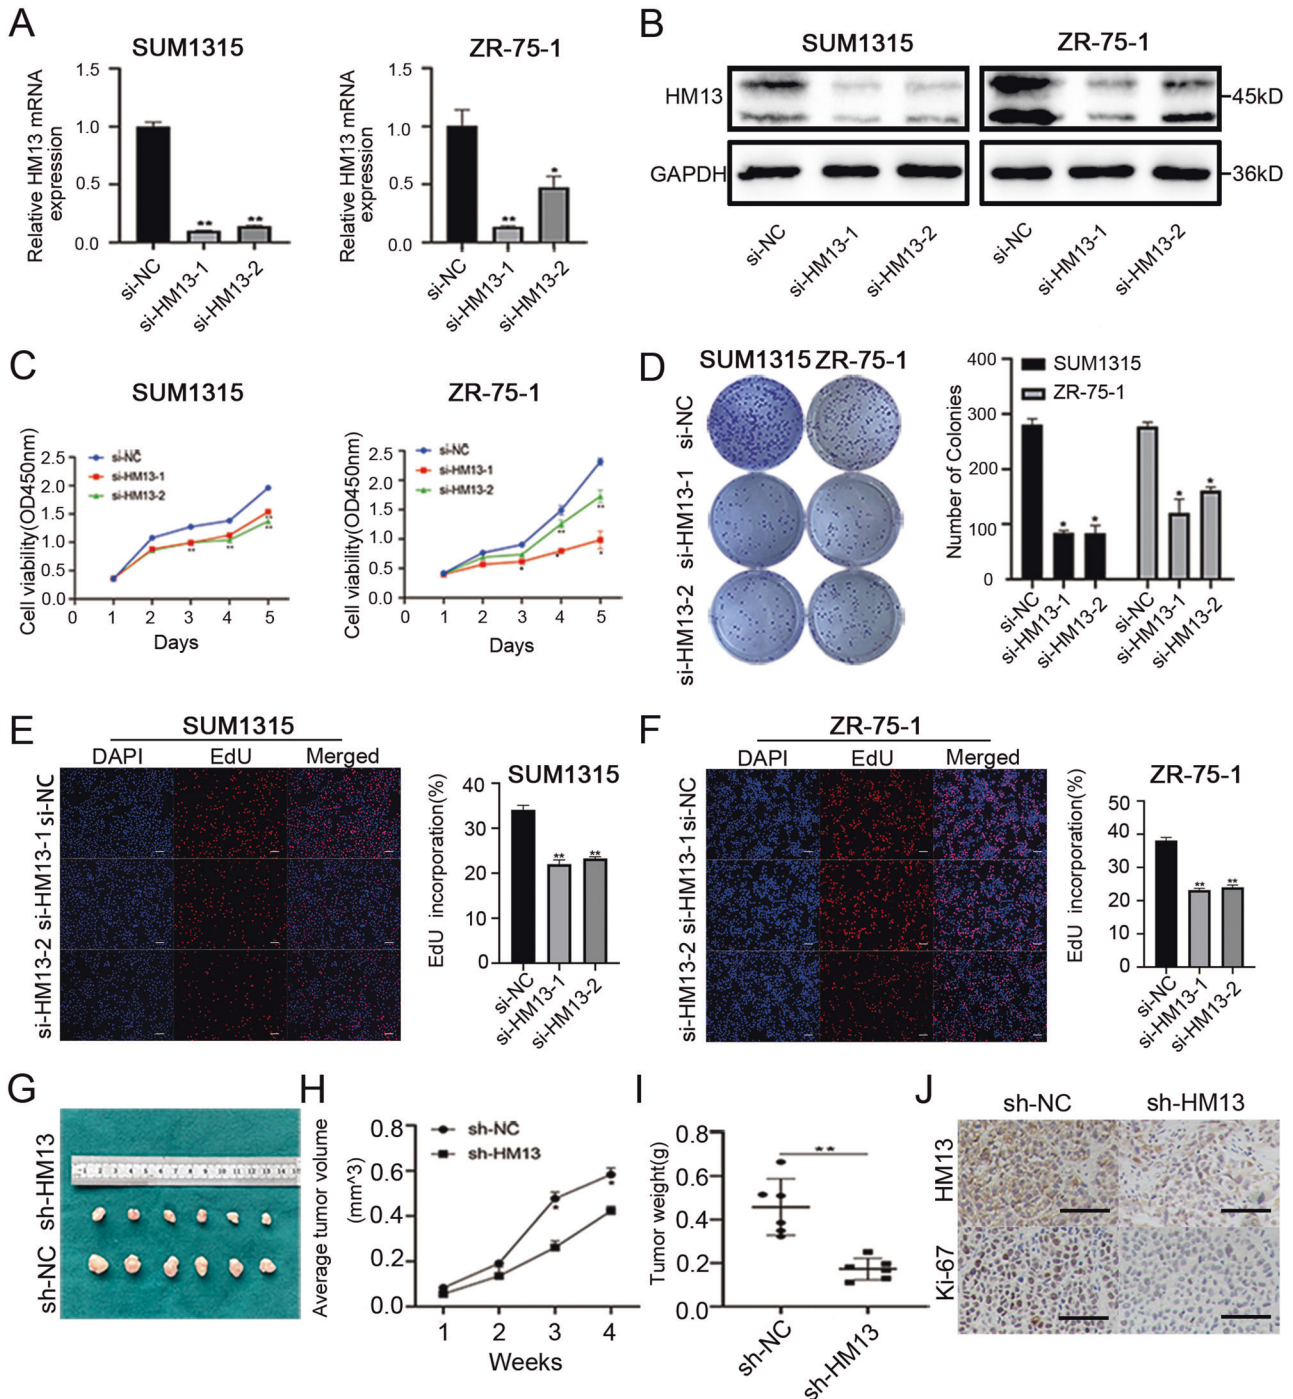 A
SUM1315
ZR-75-1
Relative HM13 mRNA
expression
1.5
1.0
0.5
0.0
**
**
si-NC
si-HM13-1
si-HM13-2
Relative HM13 mRNA
expression
1.5
1.0
0.5
0.0
**
*
si-NC
si-HM13-1
si-HM13-2
B
SUM1315
ZR-75-1
HM13
45kD
GAPDH
36kD
si-NC
si-HM13-1
si-HM13-2
si-NC
si-HM13-1
si-HM13-2
C
SUM1315
Cell viability(OD450nm)
2.5
2.0
1.5
1.0
0.5
0.0
si-NC
si-HM13-1
si-HM13-2
**
**
**
**
0 1 2 3 4 5
Days
ZR-75-1
Cell viability(OD450nm)
2.5
2.0
1.5
1.0
0.5
0.0
si-NC
si-HM13-1
si-HM13-2
**
**
*
*
*
0 1 2 3 4 5
Days
D
SUM1315 ZR-75-1
si-NC
si-HM13-1
si-HM13-2
Number of Colonies
400
300
200
100
0
SUM1315
ZR-75-1
*
*
*
*
si-NC
si-HM13-1
si-HM13-2
si-NC
si-HM13-1
si-HM13-2
E
SUM1315
DAPI EdU Merged
si-NC
si-HM13-1
si-HM13-2
SUM1315
EdU incorporation(%)
40
30
20
10
0
**
**
si-NC
si-HM13-1
si-HM13-2
F
ZR-75-1
DAPI EdU Merged
si-NC
si-HM13-1
si-HM13-2
ZR-75-1
EdU incorporation(%)
50
40
30
20
10
0
**
**
si-NC
si-HM13-1
si-HM13-2
G
sh-HM13
sh-NC
H
Average tumor volume
(mm^3)
0.8
0.6
0.4
0.2
0.0
sh-NC
sh-HM13
*
*
1 2 3 4
Weeks
I
Tumor weight(g)
0.8
0.6
0.4
0.2
0.0
**
sh-NC
sh-HM13
J
sh-NC sh-HM13
HM13
Ki-67